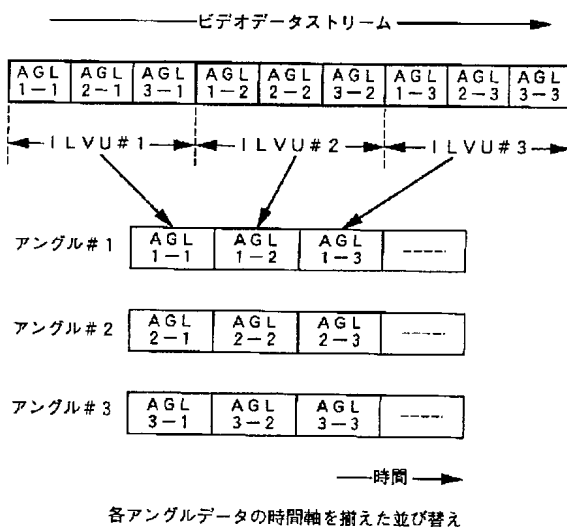 ビデオデータストリーム
AGL 1-1 AGL 2-1 AGL 3-1 AGL 1-2 AGL 2-2 AGL 3-2 AGL 1-3 AGL 2-3 AGL 3-3
ILVU#1 ILVU#2 ILVU#3
アングル#1 AGL 1-1 AGL 1-2 AGL 1-3
アングル#2 AGL 2-1 AGL 2-2 AGL 2-3
アングル#3 AGL 3-1 AGL 3-2 AGL 3-3
時間
各アングルデータの時間軸を揃えた並び替え